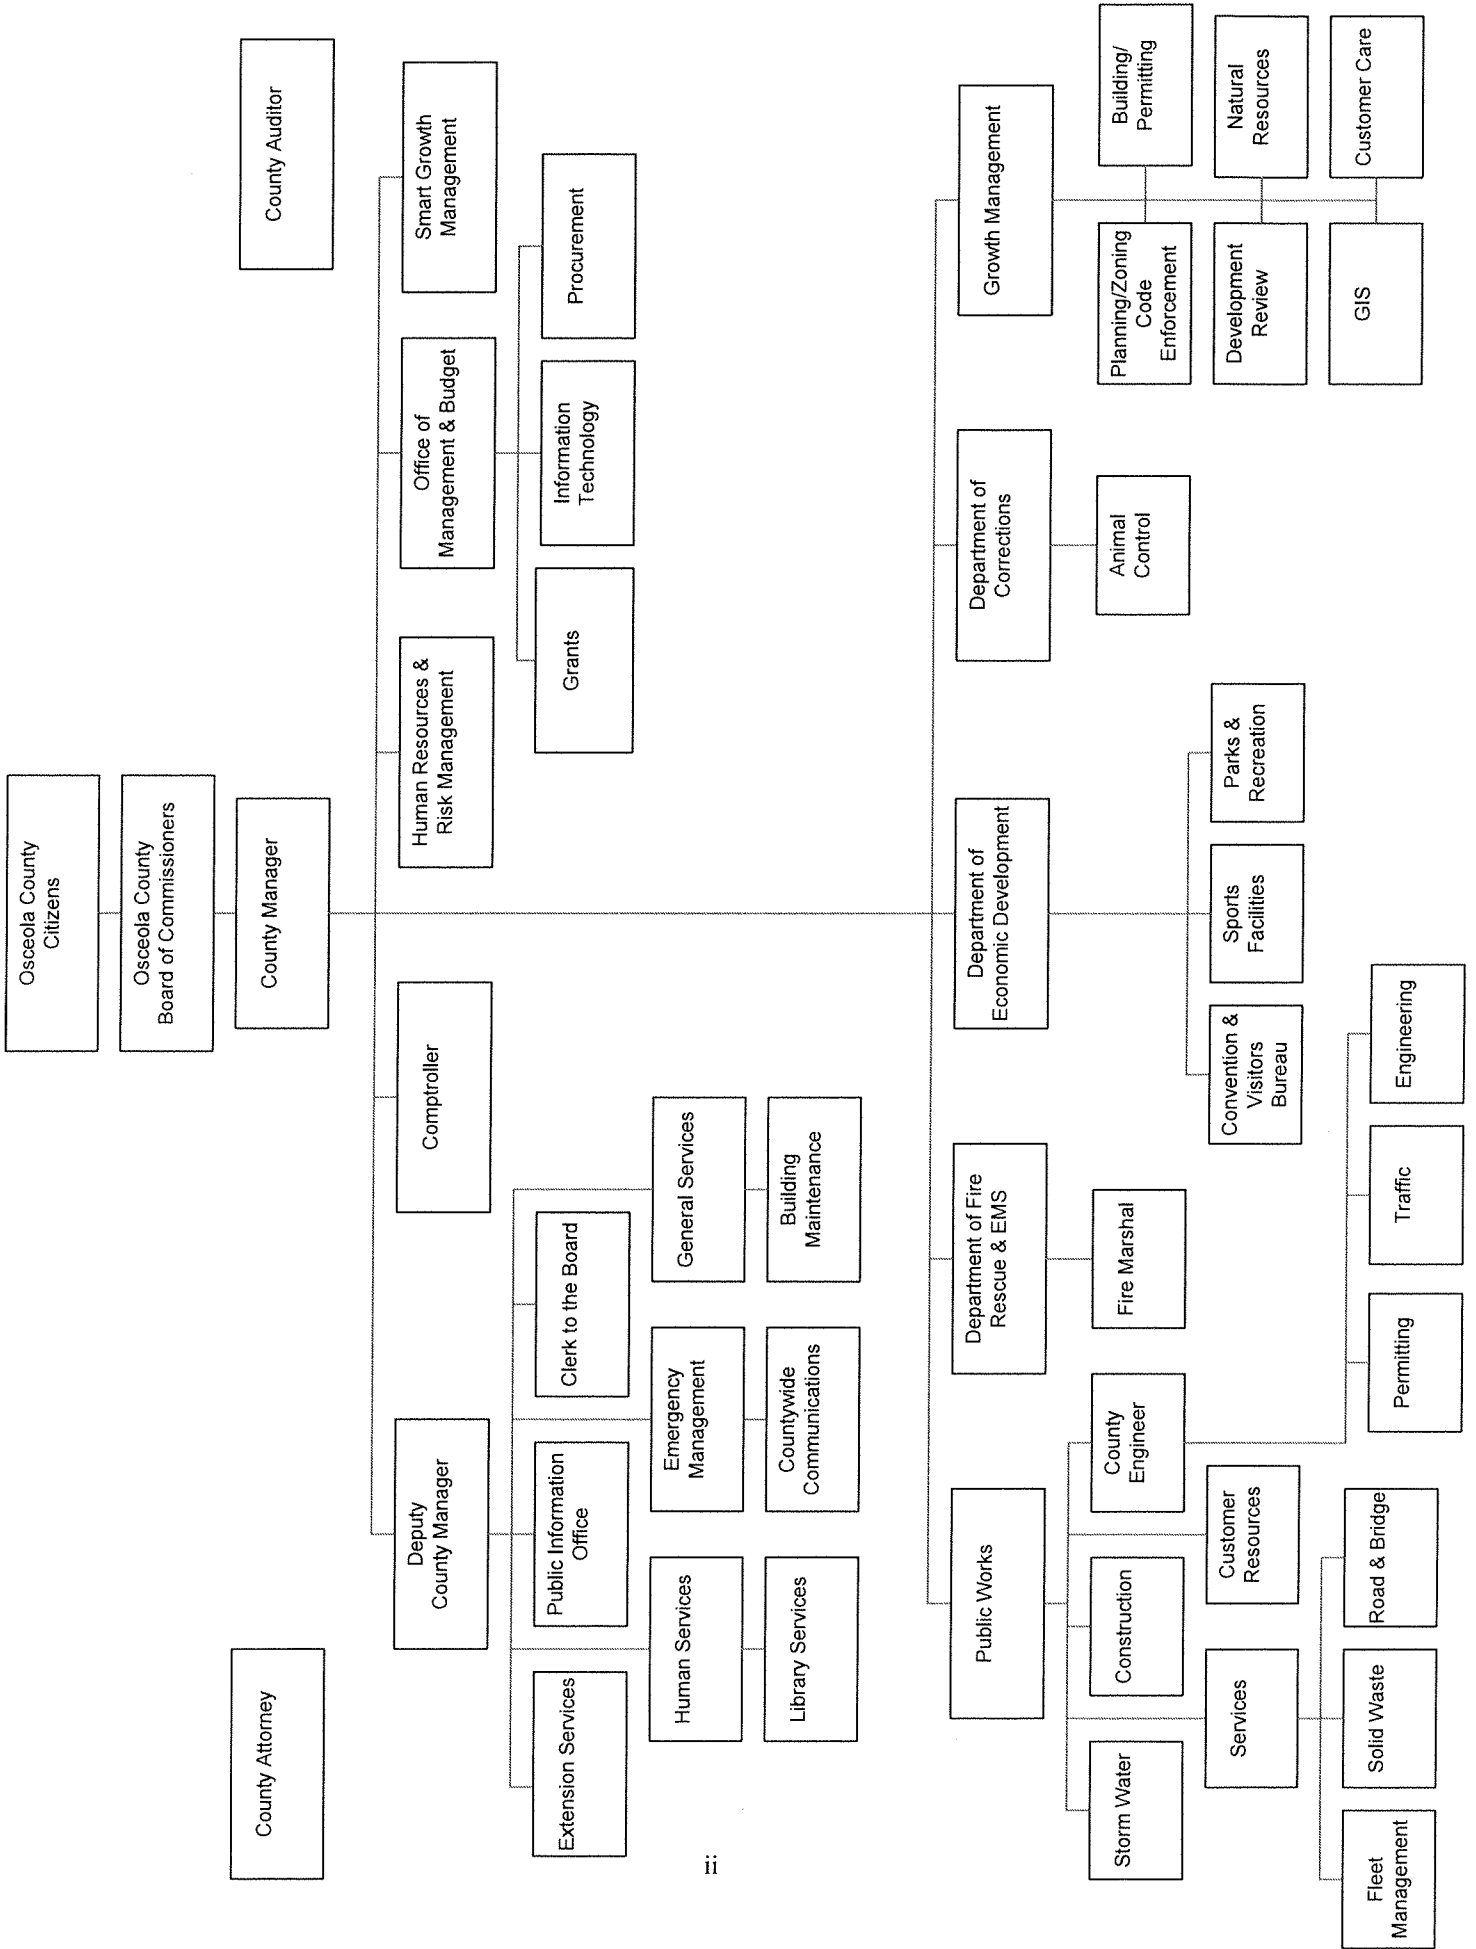 Osceola County
Citizens
Osceola County
Board of Commissioners
County Attorney
County Manager
County Auditor
Deputy
County Manager
Comptroller
Human Resources &
Risk Management
Office of
Management & Budget
Smart Growth
Management
Extension Services
Public Information
Office
Clerk to the Board
Grants
Information
Technology
Procurement
Human Services
Emergency
Management
General Services
Library Services
Countywide
Communications
Building
Maintenance
Public Works
Department of Fire
Rescue & EMS
Department of
Economic Development
Department of
Corrections
Growth Management
Storm Water
Construction
County
Engineer
Fire Marshal
Animal
Control
Planning/Zoning
Code
Enforcement
Building/
Permitting
Services
Customer
Resources
Convention &
Visitors
Bureau
Sports
Facilities
Parks &
Recreation
Development
Review
Natural
Resources
Fleet
Management
Solid Waste
Road & Bridge
Permitting
Traffic
Engineering
GIS
Customer Care
ii